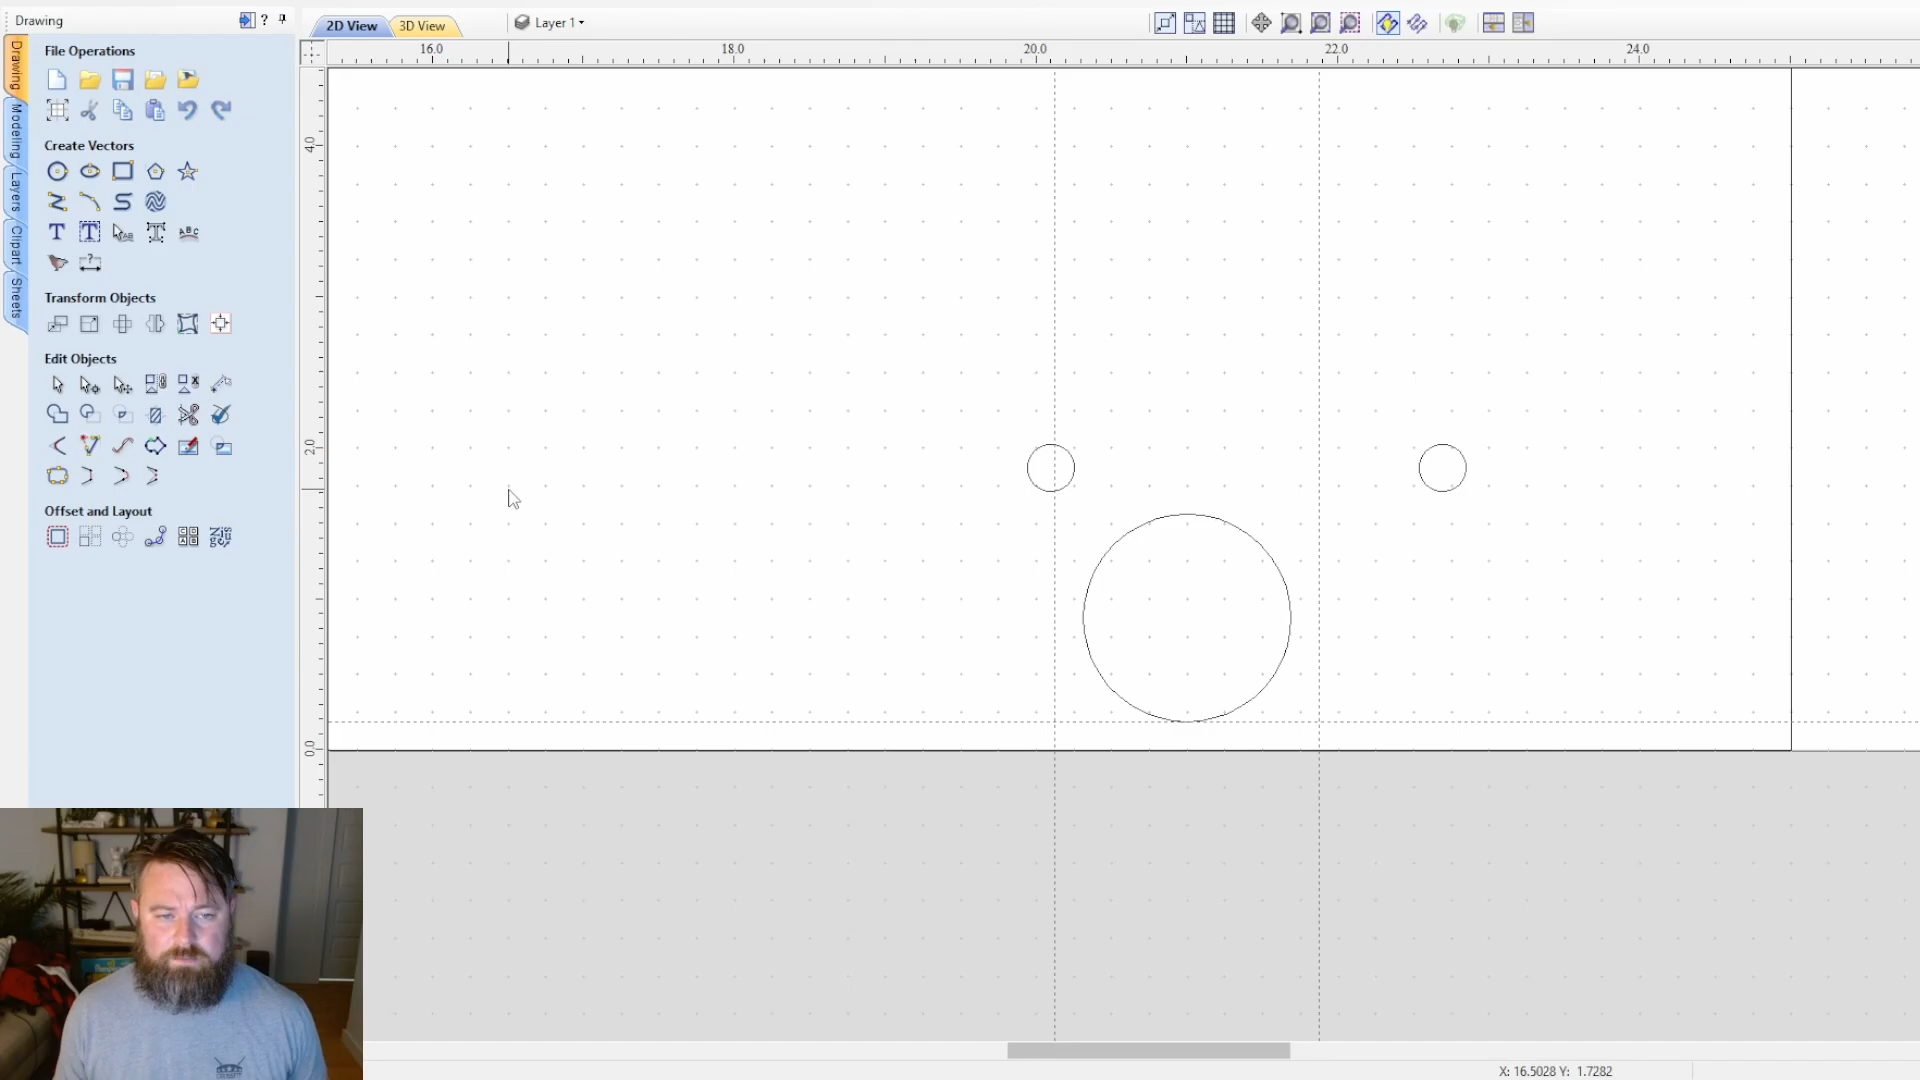 Drawing
?
2D View
3D View
Layer 1
16.0
18.0
20.0
22.0
24.0
4.0
2.0
0.0
Drawing
Modeling
Layers
Clipart
Sheets
File Operations
Create Vectors
Transform Objects
Edit Objects
Offset and Layout
X: 16.5028 Y: 1.7282